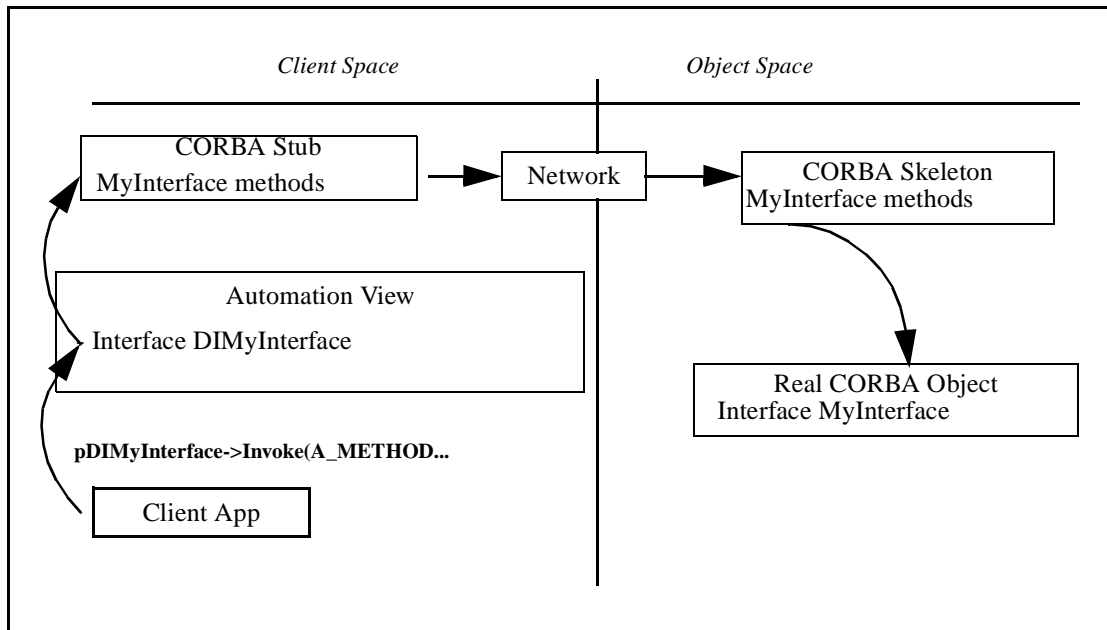 Client Space
Object Space
CORBA Stub
MyInterface methods
Network
CORBA Skeleton
MyInterface methods
Automation View
Interface DIMyInterface
Real CORBA Object
Interface MyInterface
pDIMyInterface->Invoke(A_METHOD...
Client App